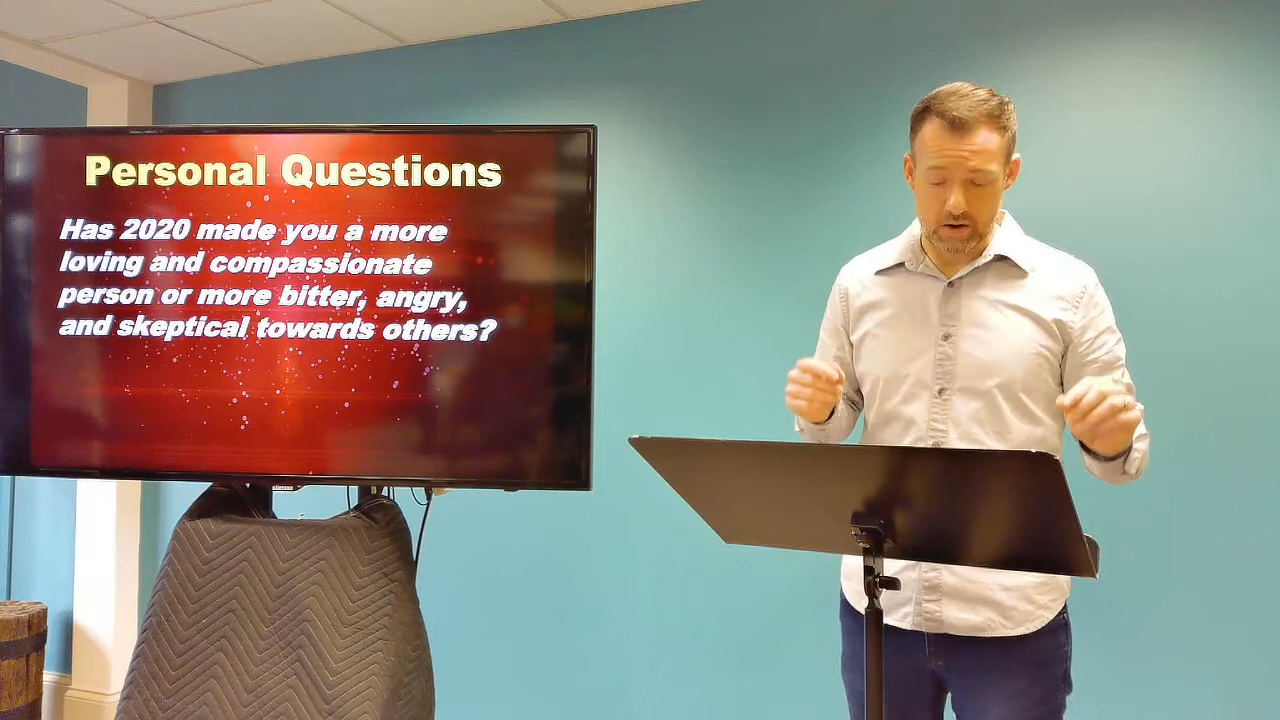 Personal Questions
Has 2020 made you a more
loving and compassionate
person or more bitter, angry,
and skeptical towards others?